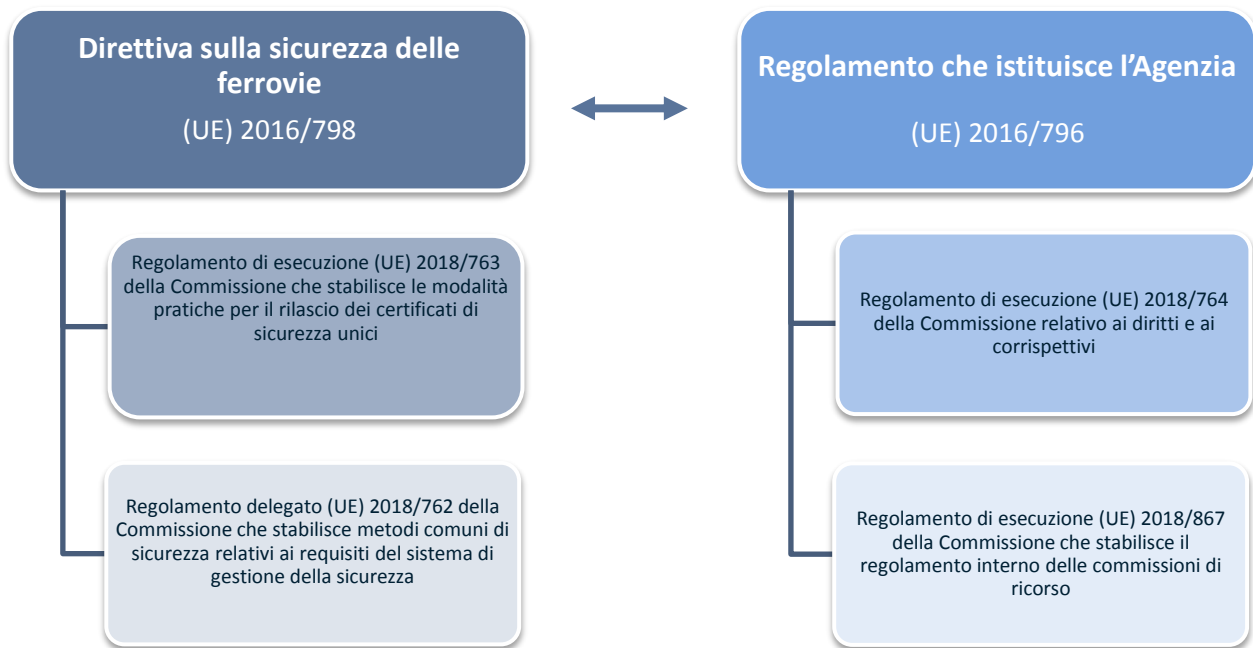 Direttiva sulla sicurezza delle
ferrovie
(UE) 2016/798
Regolamento di esecuzione (UE) 2018/763
della Commissione che stabilisce le modalità
pratiche per il rilascio dei certificati di
sicurezza unici
Regolamento delegato (UE) 2018/762 della
Commissione che stabilisce metodi comuni di
sicurezza relativi ai requisiti del sistema di
gestione della sicurezza
Regolamento che istituisce l’Agenzia
(UE) 2016/796
Regolamento di esecuzione (UE) 2018/764
della Commissione relativo ai diritti e ai
corrispettivi
Regolamento di esecuzione (UE) 2018/867
della Commissione che stabilisce il
regolamento interno delle commissioni di
ricorso